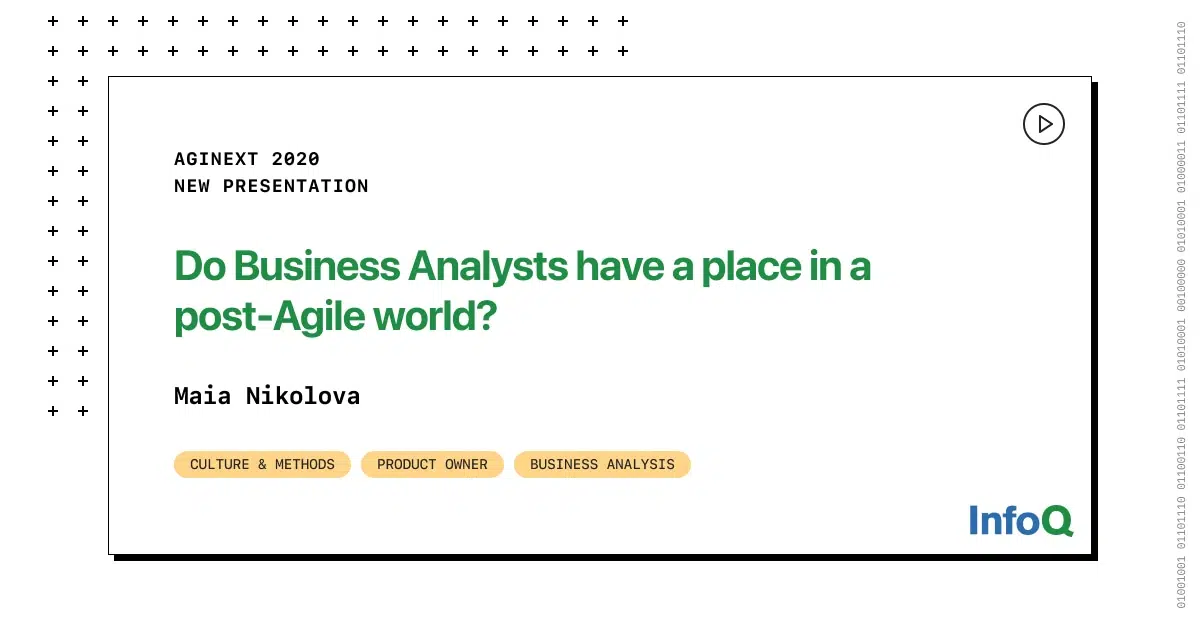 AGINEXT 2020
NEW PRESENTATION
Do Business Analysts have a place in a
post-Agile world?
Maia Nikolova
CULTURE & METHODS
PRODUCT OWNER
BUSINESS ANALYSIS
InfoQ
01001001 01101110 01100110 01101111 01010001 00100000 01010001 01000011 01101111 01101110